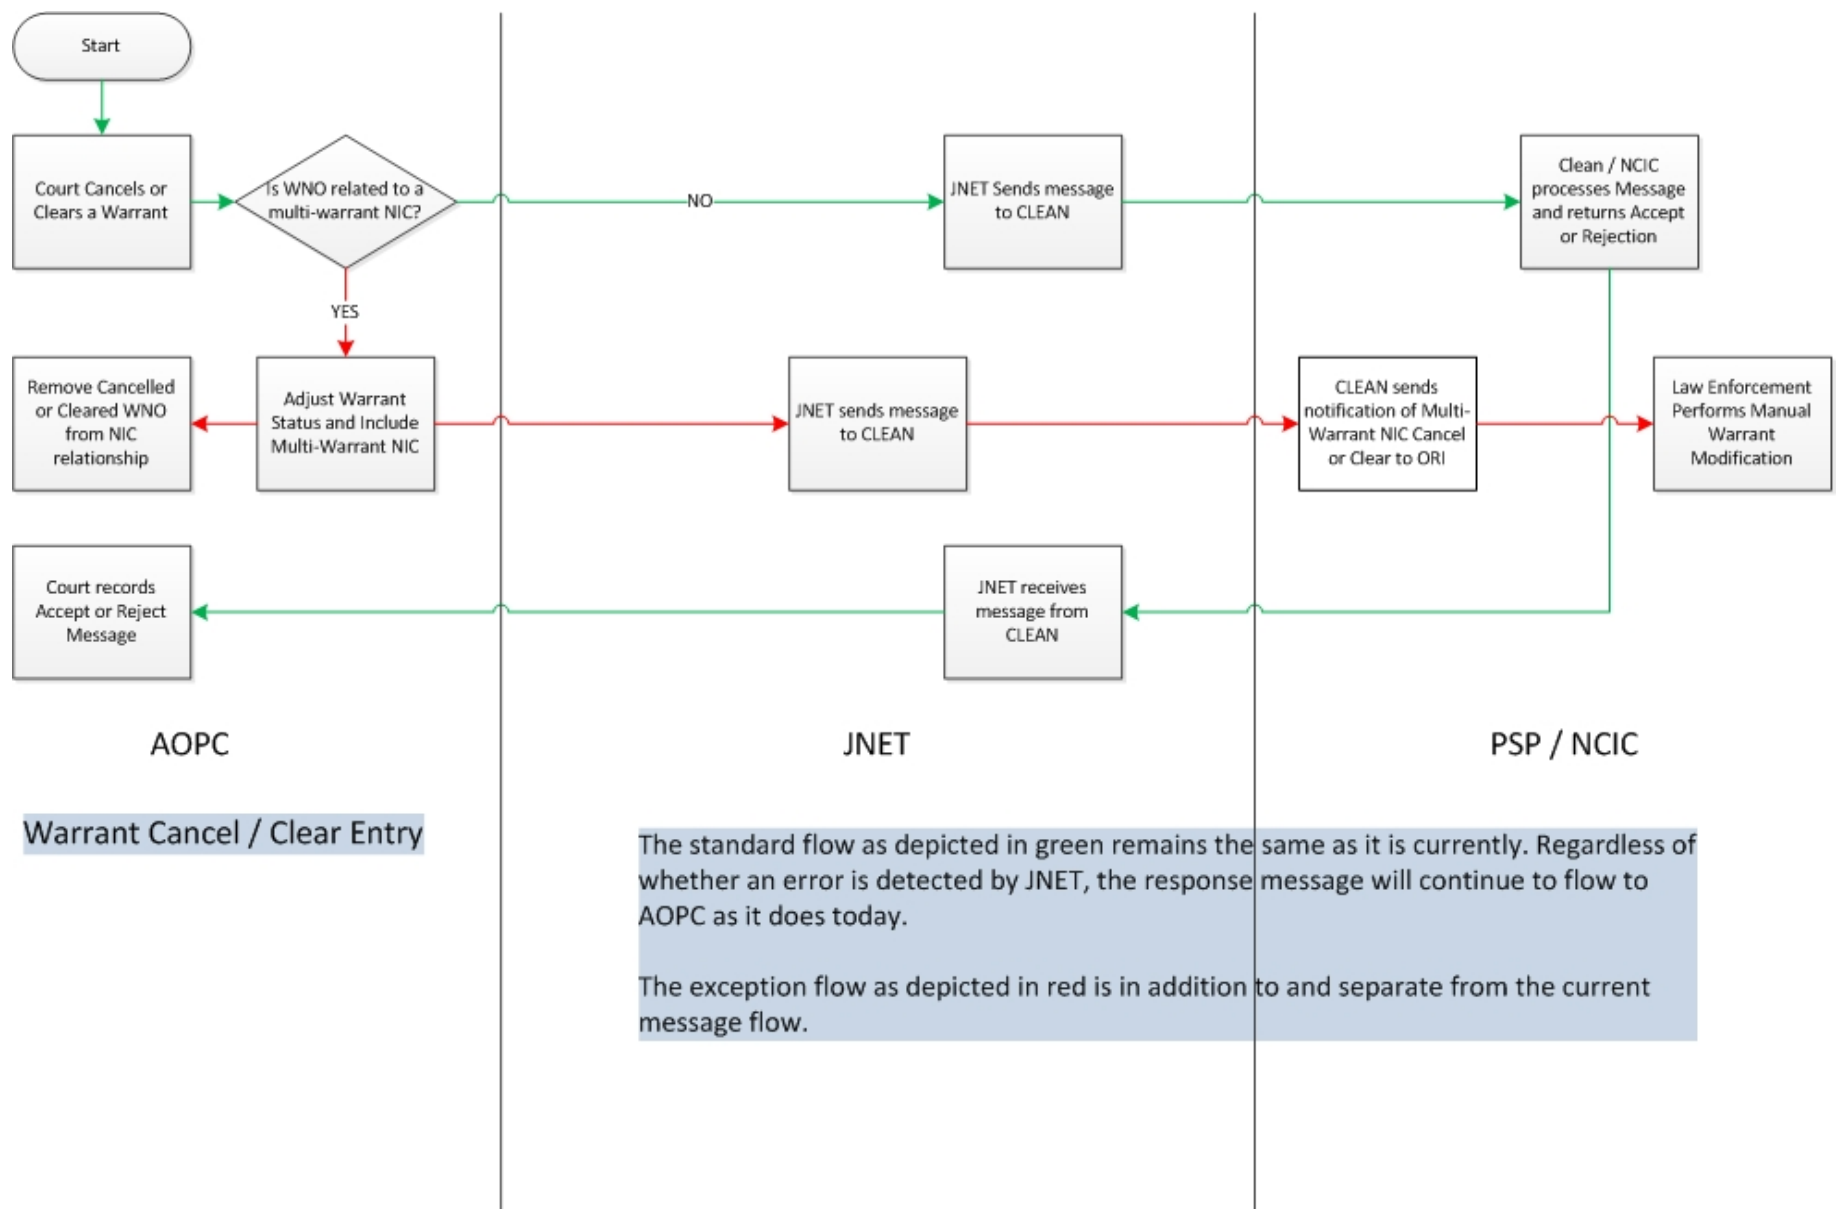 Start
Court Cancels or
Clears a Warrant
Is WNO related to a
multi-warrant NIC?
NO
JNET Sends message
to CLEAN
Clean / NCIC
processes Message
and returns Accept
or Rejection
YES
Remove Cancelled
or Cleared WNO
from NIC
relationship
Adjust Warrant
Status and Include
Multi-Warrant NIC
JNET sends message
to CLEAN
CLEAN sends
notification of Multi-
Warrant NIC Cancel
or Clear to ORI
Law Enforcement
Performs Manual
Warrant
Modification
Court records
Accept or Reject
Message
JNET receives
message from
CLEAN
AOPC
JNET
PSP / NCIC
Warrant Cancel / Clear Entry
The standard flow as depicted in green remains the same as it is currently. Regardless of
whether an error is detected by JNET, the response message will continue to flow to
AOPC as it does today.
The exception flow as depicted in red is in addition to and separate from the current
message flow.